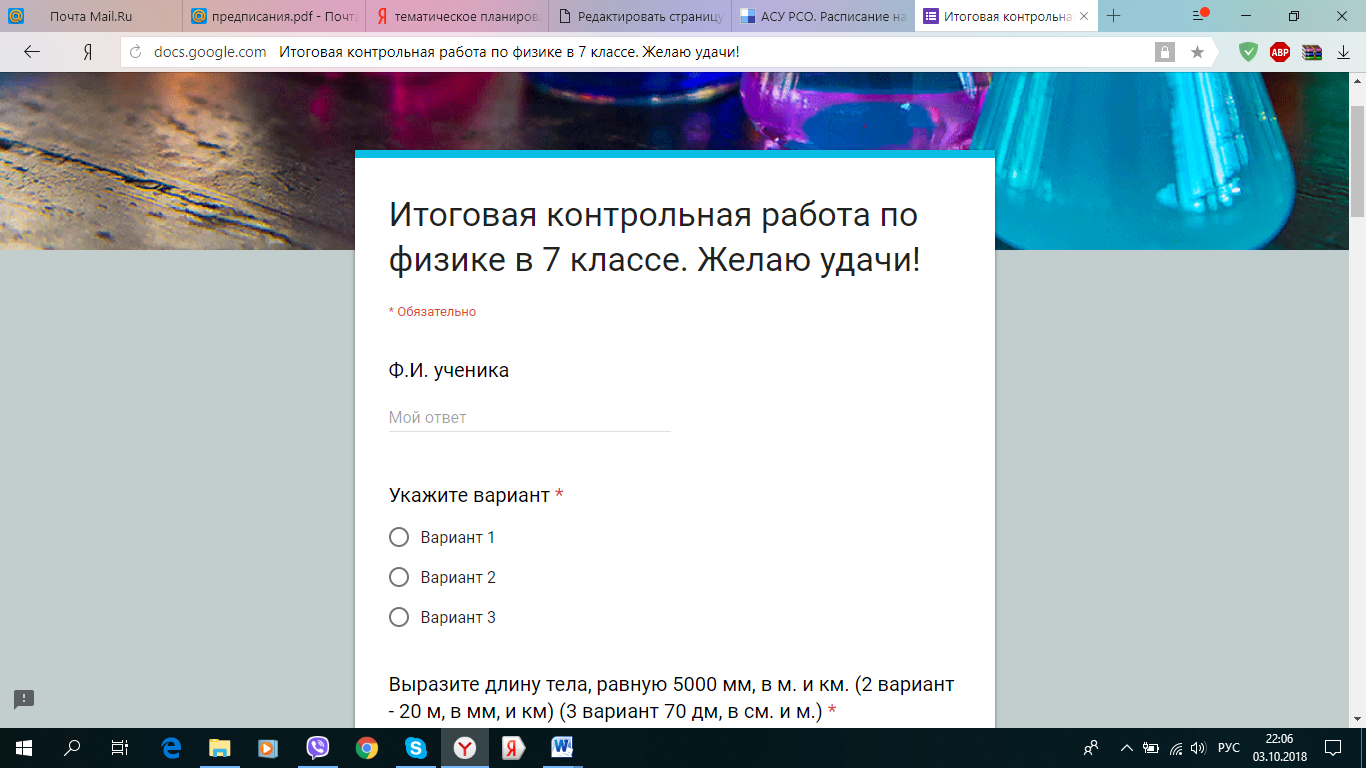 Почта Mail.Ru
предписания.pdf - Почта
тематическое планирова
Редактировать страницу
АСУ РСО. Расписание на
Итоговая контрольна
docs.google.com Итоговая контрольная работа по физике в 7 классе. Желаю удачи!
ABP
Итоговая контрольная работа по
физике в 7 классе. Желаю удачи!
* Обязательно
Ф.И. ученика
Мой ответ
Укажите вариант *
Вариант 1
Вариант 2
Вариант 3
Выразите длину тела, равную 5000 мм, в м. и км. (2 вариант
- 20 м, в мм, и км) (3 вариант 70 дм, в см. и м.) *
РУС
22:06
03.10.2018